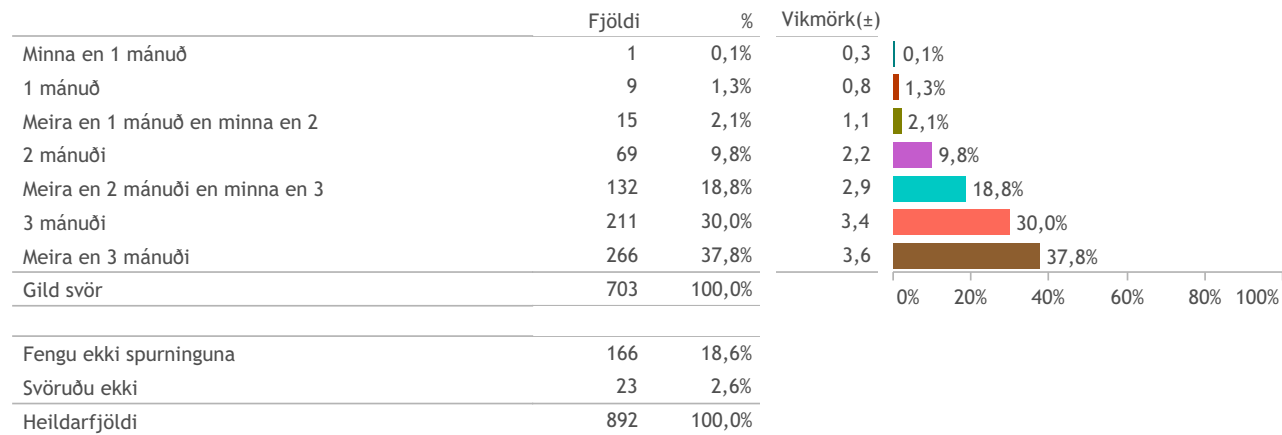 Fjöldi % Vikmörk(±)
Minna en 1 mánuð 1 0,1% 0,3 0,1%
1 mánuð 9 1,3% 0,8 1,3%
Meira en 1 mánuð en minna en 2 15 2,1% 1,1 2,1%
2 mánuði 69 9,8% 2,2 9,8%
Meira en 2 mánuði en minna en 3 132 18,8% 2,9 18,8%
3 mánuði 211 30,0% 3,4 30,0%
Meira en 3 mánuði 266 37,8% 3,6 37,8%
Gild svör 703 100,0% 0% 20% 40% 60% 80% 100%
Fengu ekki spurninguna 166 18,6%
Svöruðu ekki 23 2,6%
Heildarfjöldi 892 100,0%